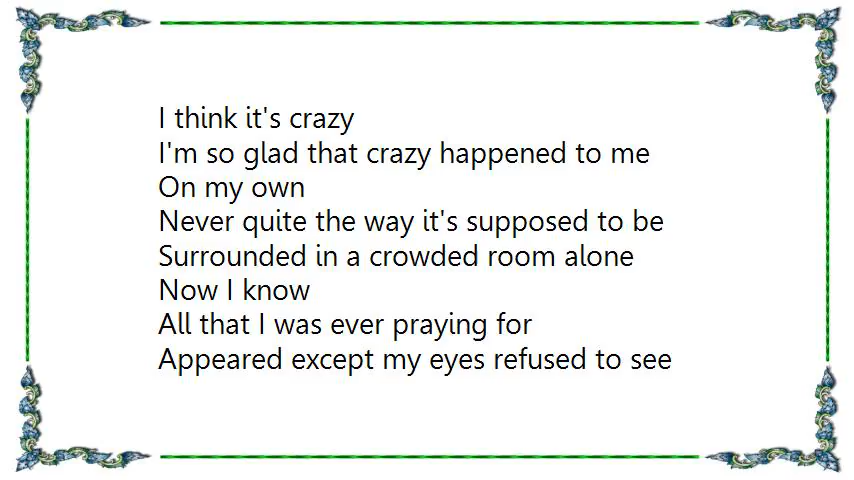 I think it's crazy
I'm so glad that crazy happened to me
On my own
Never quite the way it's supposed to be
Surrounded in a crowded room alone
Now I know
All that I was ever praying for
Appeared except my eyes refused to see